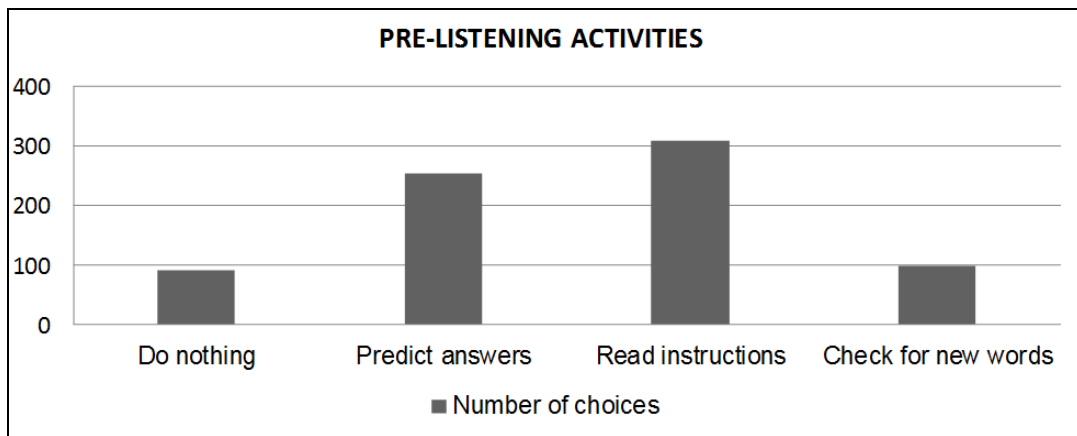 PRE-LISTENING ACTIVITIES
400
300
200
100
0
Do nothing Predict answers Read instructions Check for new words
Number of choices